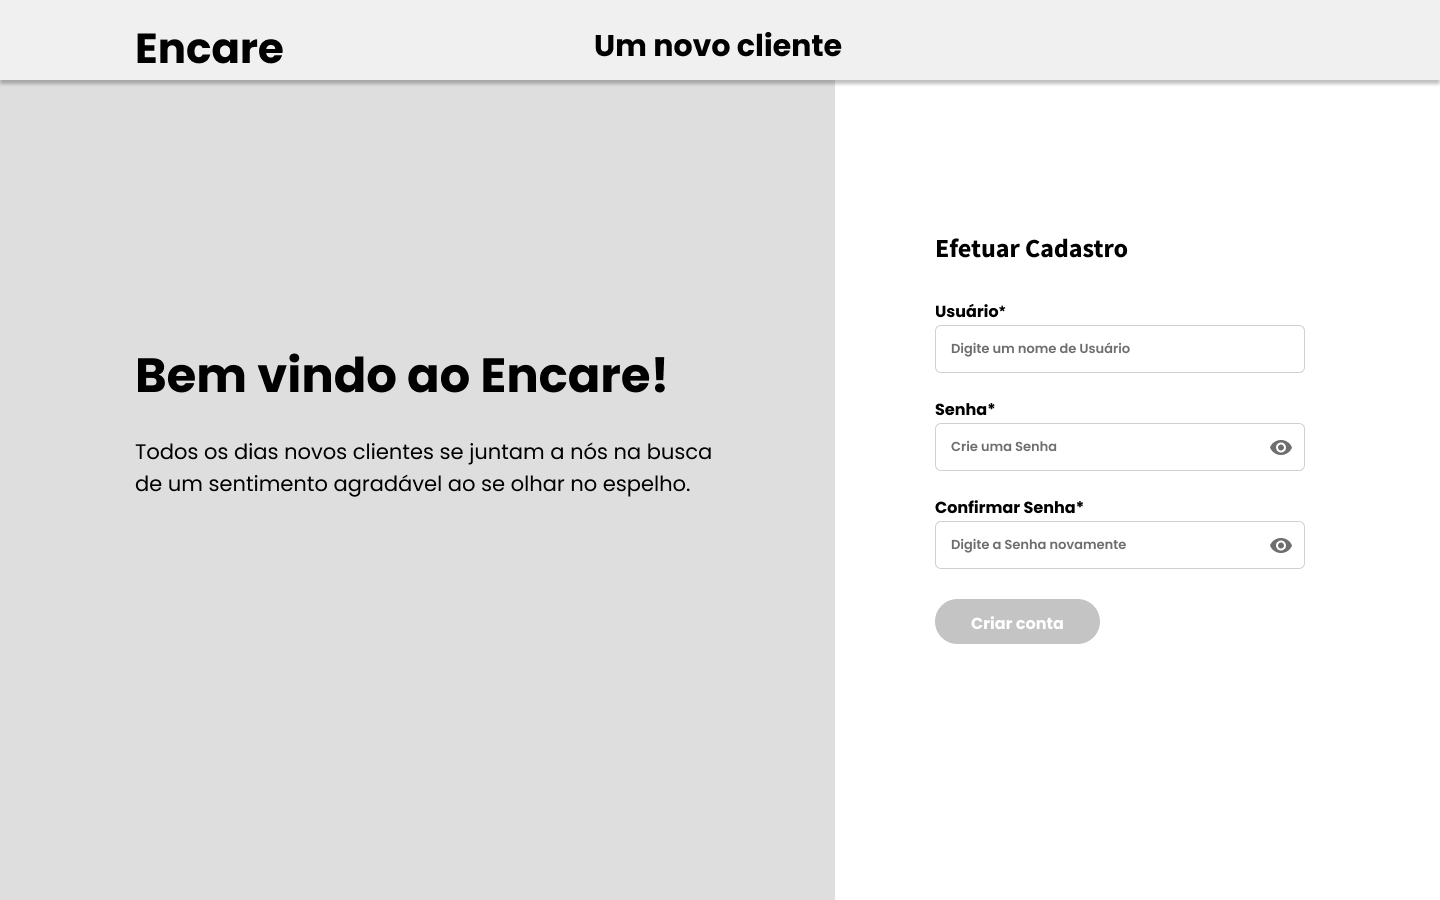 Encare
Um novo cliente
Bem vindo ao Encare!
Todos os dias novos clientes se juntam a nós na busca
de um sentimento agradável ao se olhar no espelho.
Efetuar Cadastro
Usuário*
Digite um nome de Usuário
Senha*
Crie uma Senha
Confirmar Senha*
Digite a Senha novamente
Criar conta